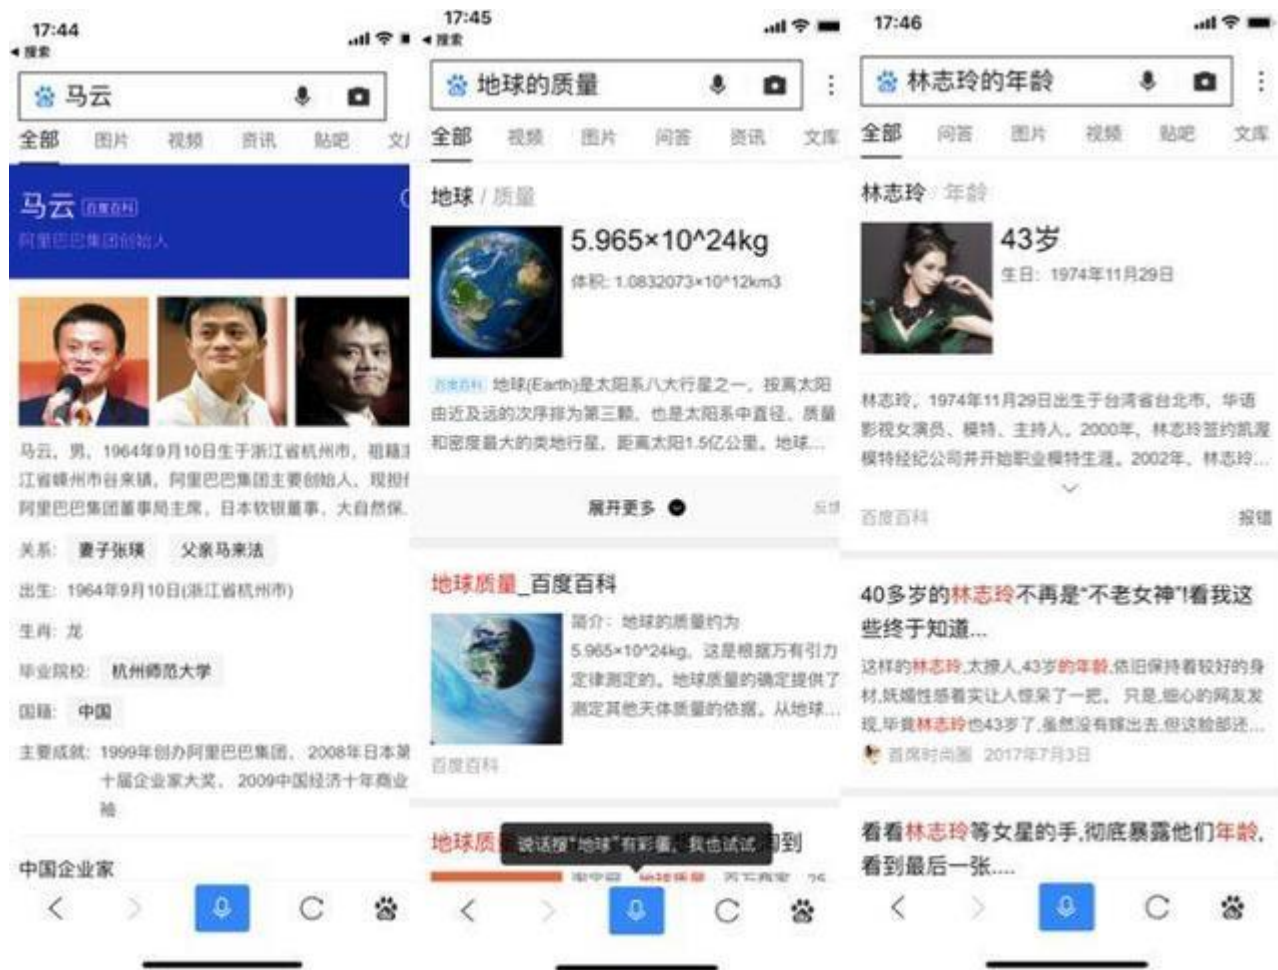 17:44
搜索
马云
全部 图片 视频 资讯 贴吧
马云 百度百科
阿里巴巴集团创始人
马云，男，1964年9月10日生于浙江省杭州市，祖籍浙
江省嵊州市谷来镇，阿里巴巴集团主要创始人，现担任
阿里巴巴集团董事局主席，日本软银董事，大自然保
关系: 妻子张瑛 父亲马来法
出生: 1964年9月10日(浙江省杭州市)
生肖: 龙
毕业院校: 杭州师范大学
国籍: 中国
主要成就: 1999年创办阿里巴巴集团，2008年日本第
十届企业家大奖，2009中国经济十年商业
袖
中国企业家
17:45
搜索
地球的质量
全部 视频 图片 问答 资讯 文库
地球 / 质量
5.965×10^24kg
体积: 1.0832073×10^12km3
百度百科 地球(Earth)是太阳系八大行星之一，按离太阳
由近及远的次序排为第三颗，也是太阳系中直径、质量
和密度最大的类地行星，距离太阳1.5亿公里。地球...
展开更多
地球质量_百度百科
简介：地球的质量约为
5.965×10^24kg，这是根据万有引力
定律测定的。地球质量的确定提供了
测定其他天体质量的依据。从地球...
百度百科
地球质
说话搜"地球"有彩蛋，我也试试
到
17:46
林志玲的年龄
全部 问答 图片 视频 贴吧 文库
林志玲 / 年龄
43岁
生日: 1974年11月29日
林志玲，1974年11月29日出生于台湾省台北市，华语
影视女演员、模特、主持人。2000年，林志玲签约凯渥
模特经纪公司并开始职业模特生涯。2002年，林志玲...
百度百科 报错
40多岁的林志玲不再是“不老女神”!看我这
些终于知道...
这样的林志玲,太撩人,43岁的年龄,依旧保持着较好的身
材,妩媚性感着实让人惊呆了一把。 只是,细心的网友发
现,毕竟林志玲也43岁了,虽然没有嫁出去,但这脸部还...
首席时尚圈 2017年7月3日
看看林志玲等女星的手,彻底暴露他们年龄,
看到最后一张....